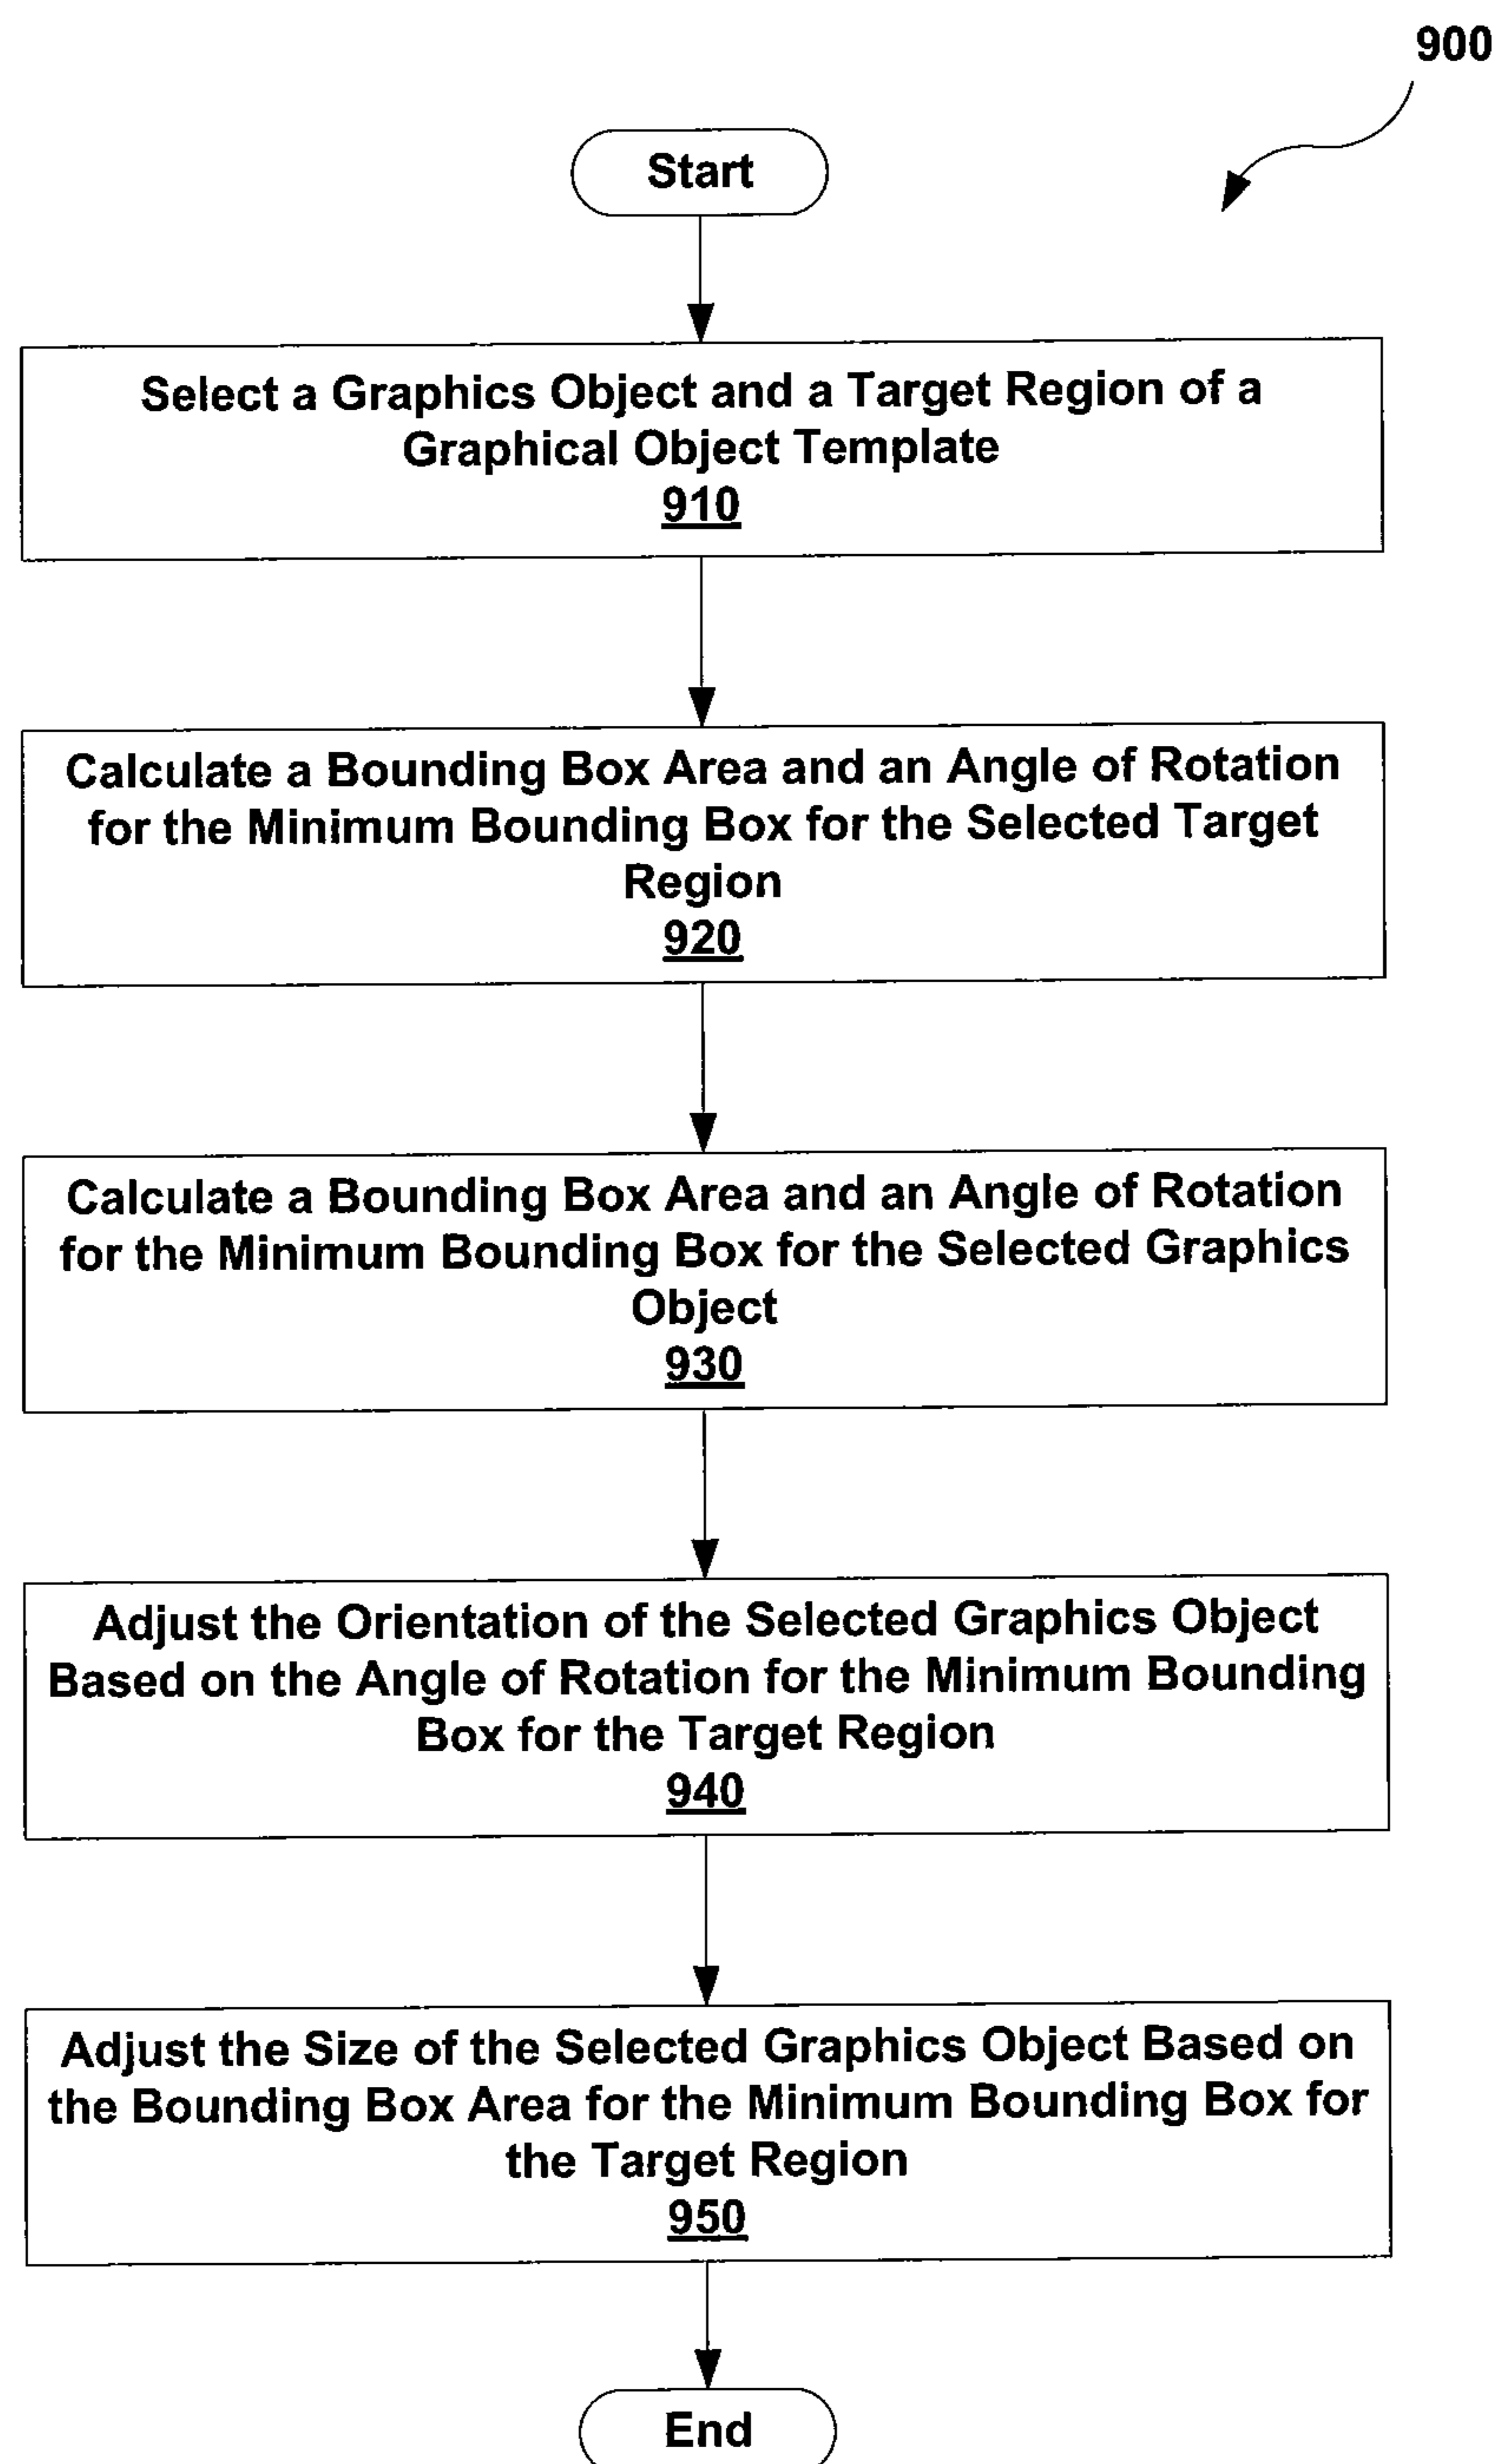 900
Start
Select a Graphics Object and a Target Region of a
Graphical Object Template
910
Calculate a Bounding Box Area and an Angle of Rotation
for the Minimum Bounding Box for the Selected Target
Region
920
Calculate a Bounding Box Area and an Angle of Rotation
for the Minimum Bounding Box for the Selected Graphics
Object
930
Adjust the Orientation of the Selected Graphics Object
Based on the Angle of Rotation for the Minimum Bounding
Box for the Target Region
940
Adjust the Size of the Selected Graphics Object Based on
the Bounding Box Area for the Minimum Bounding Box for
the Target Region
950
End